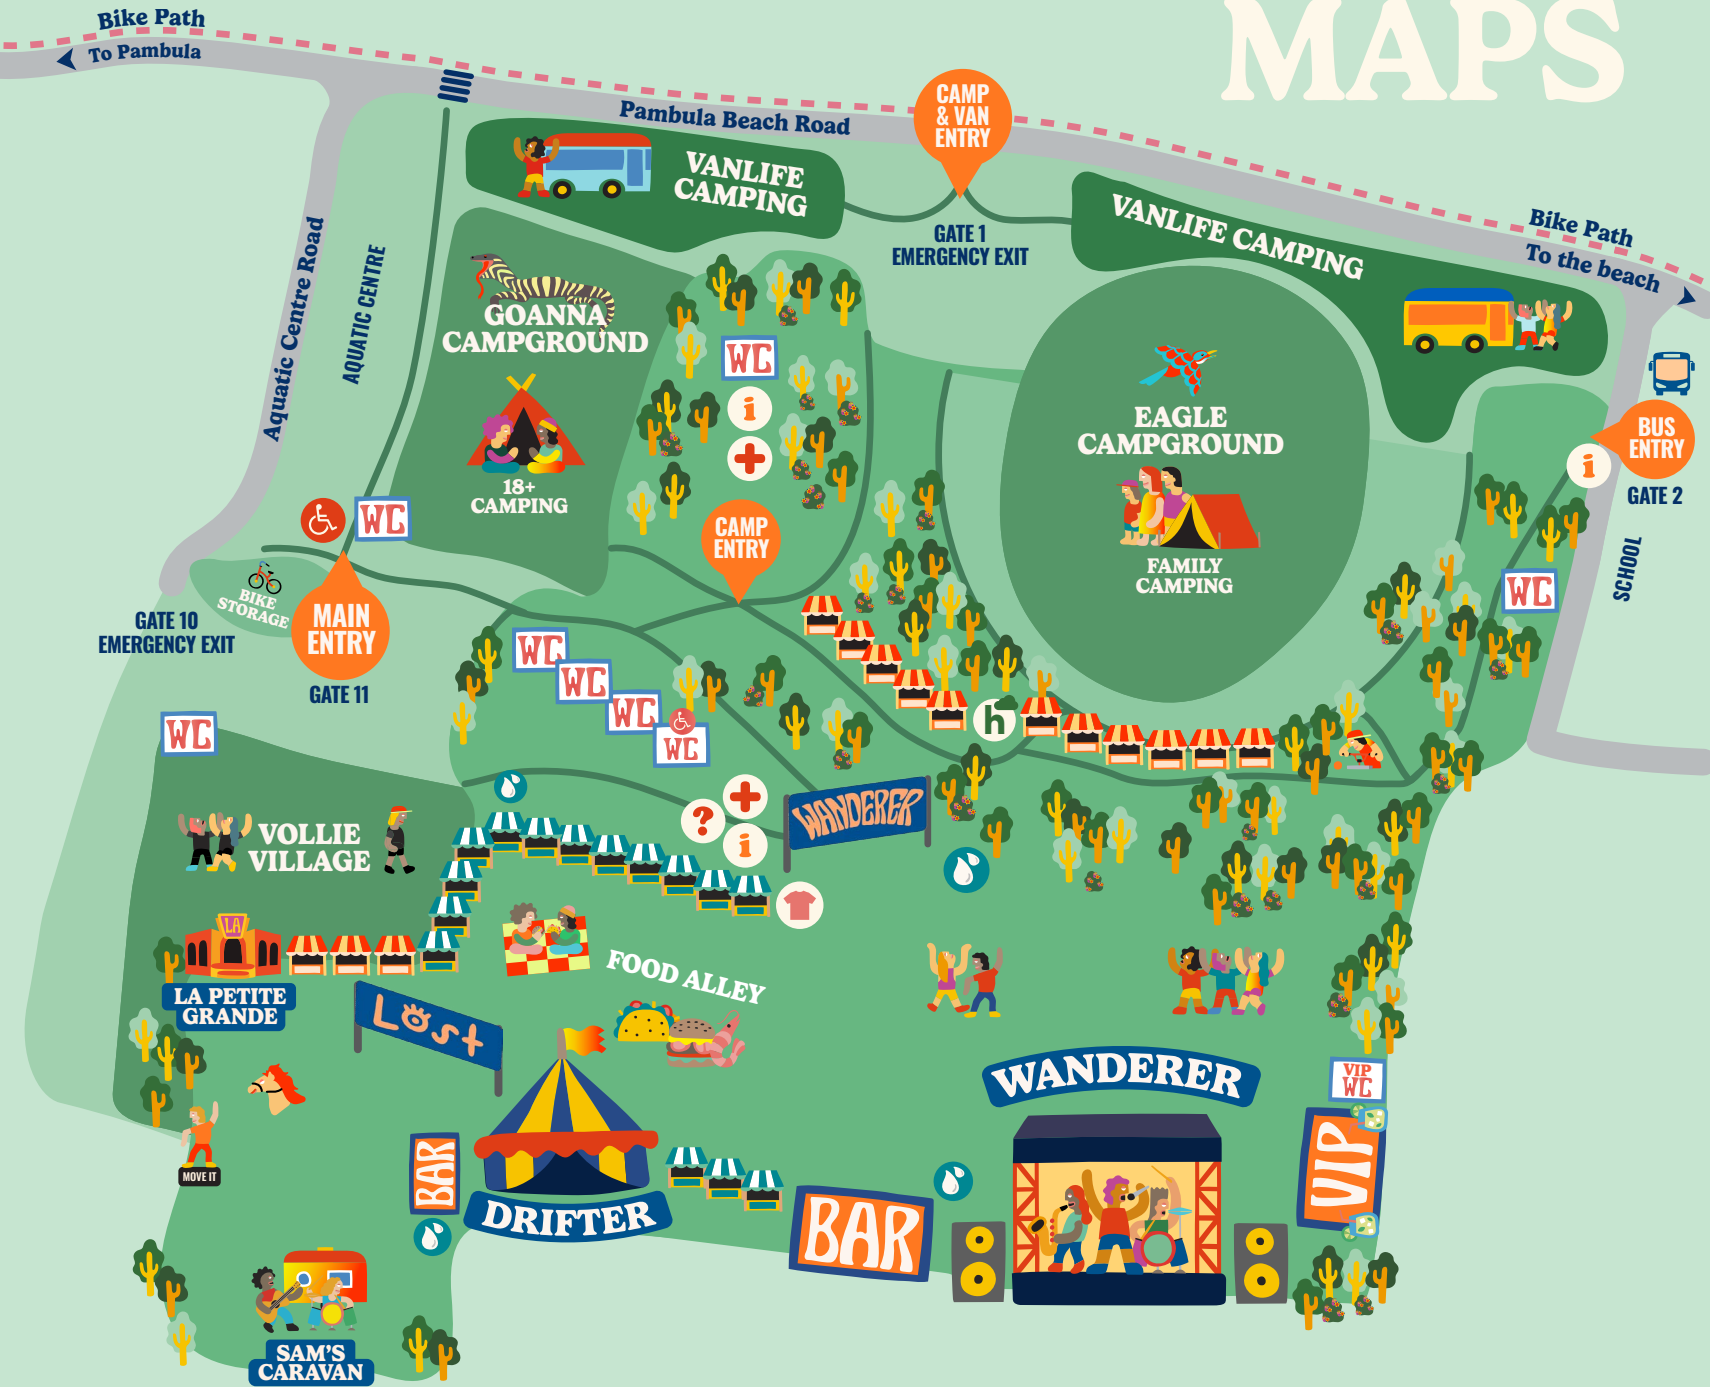 MAPS
Bike Path
To Pambula
Pambula Beach Road
CAMP
& VAN
ENTRY
GATE 1
EMERGENCY EXIT
VANLIFE
CAMPING
VANLIFE CAMPING
Bike Path
To the beach
Aquatic Centre Road
AQUATIC CENTRE
GOANNA
CAMPGROUND
18+
CAMPING
WC
i
CAMP
ENTRY
EAGLE
CAMPGROUND
FAMILY
CAMPING
BUS
ENTRY
i
GATE 2
SCHOOL
WC
WC
BIKE
STORAGE
MAIN
ENTRY
GATE 11
GATE 10
EMERGENCY EXIT
WC
WC
WC
WC
WC
h
VOLLIE
VILLAGE
?
i
WANDERER
LA
LA PETITE
GRANDE
LOST
FOOD ALLEY
MOVE IT
BAR
DRIFTER
BAR
WANDERER
VIP
WC
VIP
SAM'S
CARAVAN